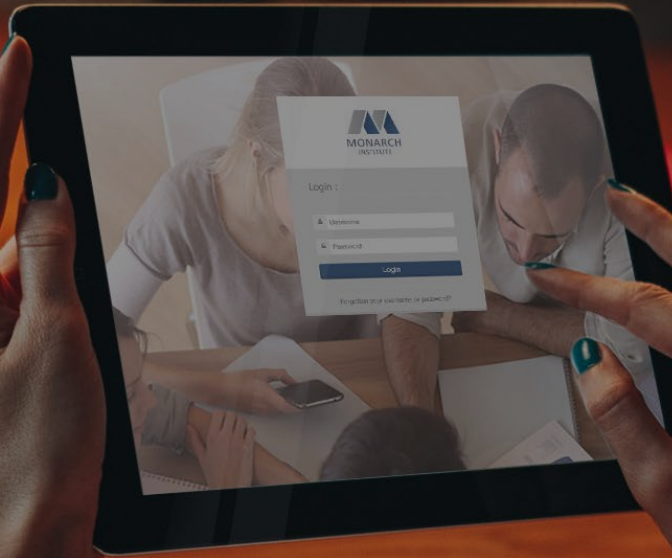 MONARCH
INSTITUTE
Login :
Username
Password
Login
Forgotten your username or password?